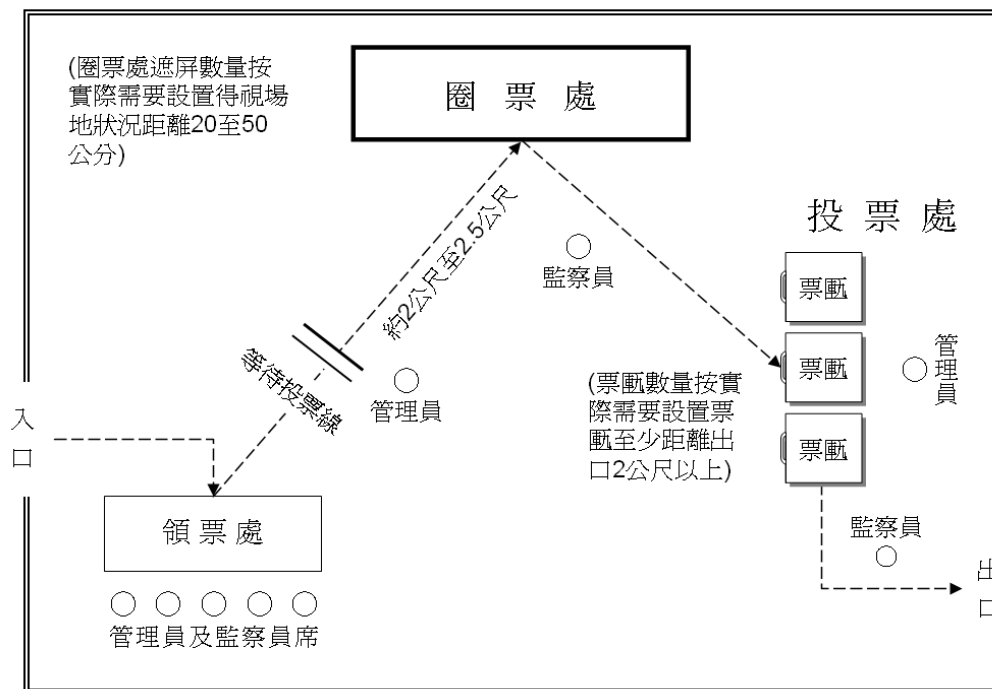 (圈票處遮屏數量按
實際需要設置得視場
地狀況距離20至50
公分)
圈票處
投票處
監察員
票匭
票匭
票匭
管理員
約2公尺至2.5公尺
等待投票線
管理員
(票匭數量按實
際需要設置票
匭至少距離出
口2公尺以上)
入口
領票處
管理員及監察員席
監察員
出口